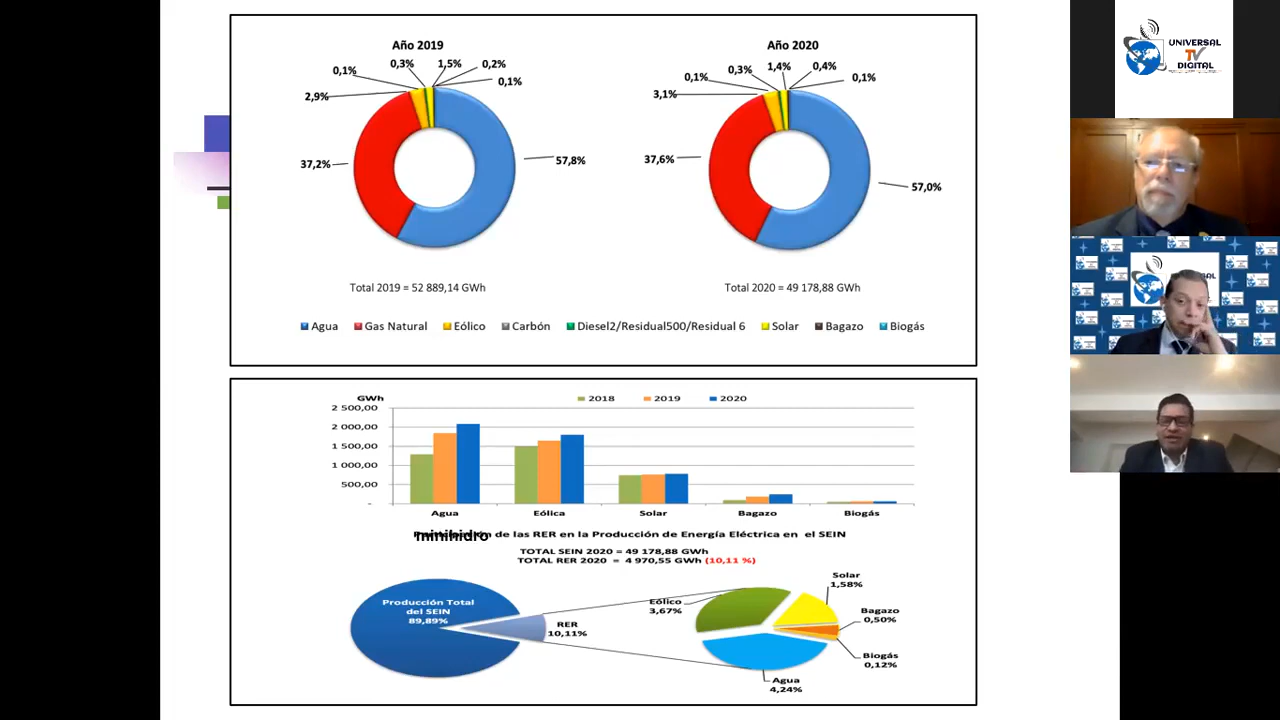 Año 2019
0,1%
0,3%
1,5%
0,2%
0,1%
2,9%
37,2%
57,8%
Total 2019 = 52 889,14 GWh
Año 2020
0,1%
0,3%
1,4%
0,4%
0,1%
3,1%
37,6%
57,0%
Total 2020 = 49 178,88 GWh
Agua Gas Natural Eólico Carbón Diesel2/Residual500/Residual 6 Solar Bagazo Biogás
GWh
2018 2019 2020
2 500,00
2 000,00
1 500,00
1 000,00
500,00
-
Agua Eólica Solar Bagazo Biogás
minihidro
de las RER en la Producción de Energía Eléctrica en el SEIN
TOTAL SEIN 2020 = 49 178,88 GWh
TOTAL RER 2020 = 4 970,55 GWh (10,11 %)
Producción Total
del SEIN
89,89%
RER
10,11%
Eólico
3,67%
Solar
1,58%
Bagazo
0,50%
Biogás
0,12%
Agua
4,24%
UNIVERSAL
TV
DIGITAL